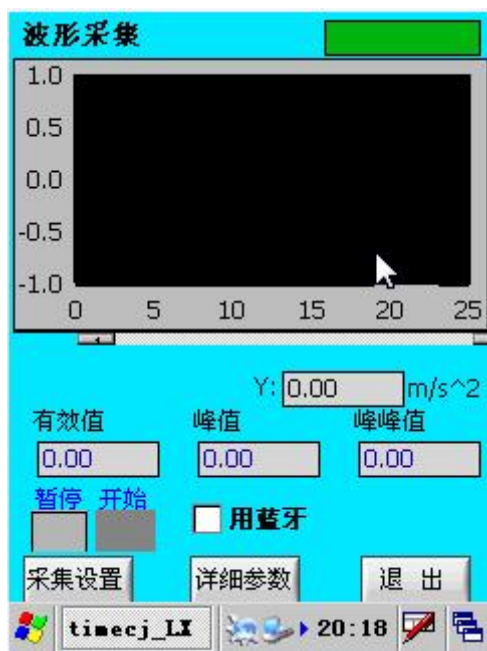 波形采集
1.0
0.5
0.0
-0.5
-1.0
0 5 10 15 20 25
Y: 0.00 m/s^2
有效值 峰值 峰峰值
0.00 0.00 0.00
暂停 开始
用蓝牙
采集设置 详细参数 退 出
timecj_LX 20:18